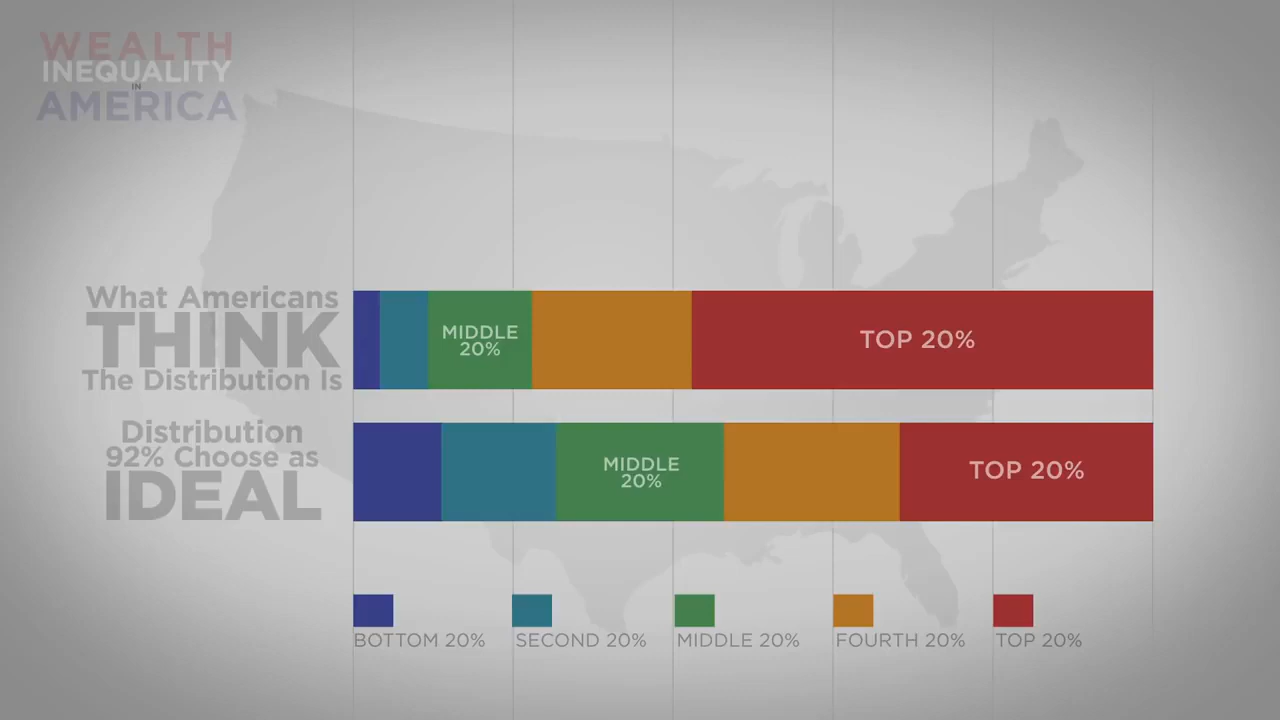 WEALTH
INEQUALITY
IN
AMERICA
What Americans
THINK
The Distribution Is
MIDDLE
20%
TOP 20%
Distribution
92% Choose as
IDEAL
MIDDLE
20%
TOP 20%
BOTTOM 20%
SECOND 20%
MIDDLE 20%
FOURTH 20%
TOP 20%